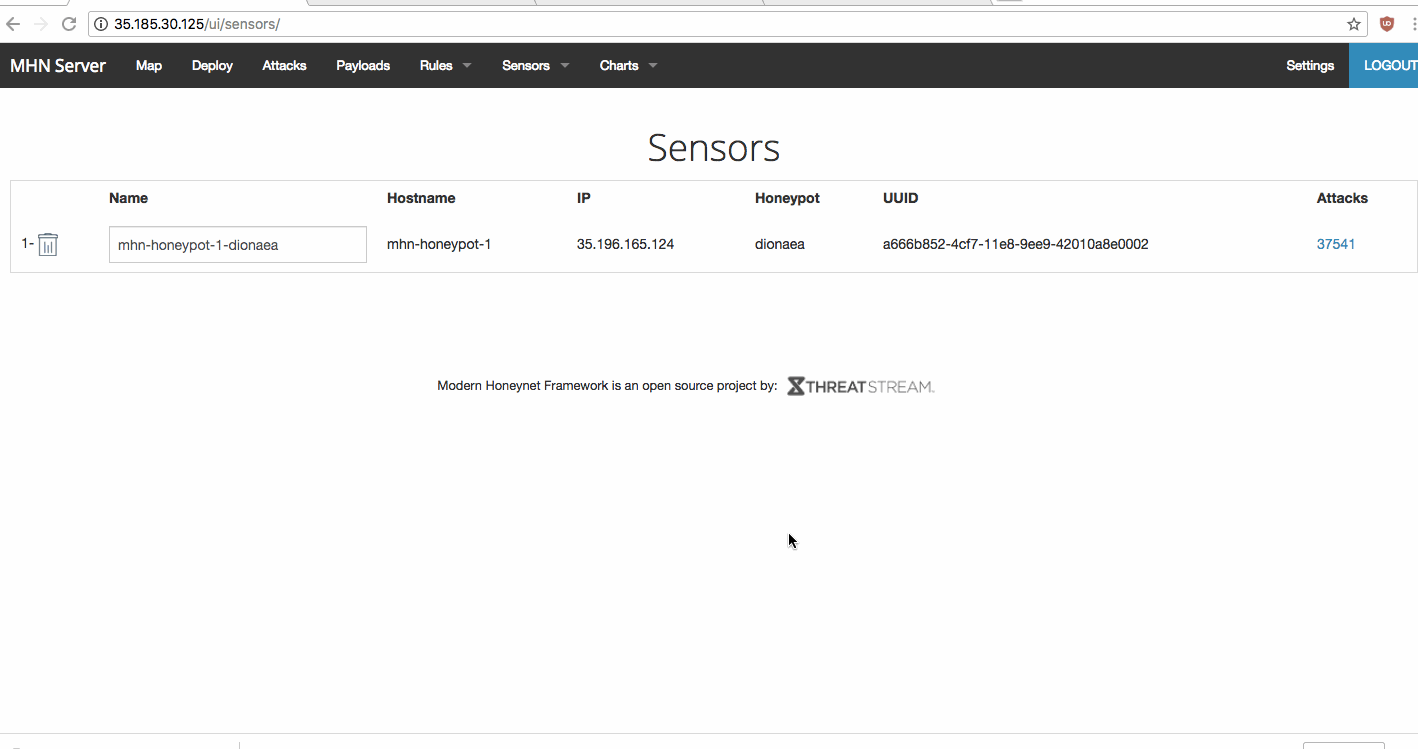 35.185.30.125/ui/sensors/
MHN Server Map Deploy Attacks Payloads Rules Sensors Charts Settings LOGOUT
Sensors
Name Hostname IP Honeypot UUID Attacks
1- mhn-honeypot-1-dionaea mhn-honeypot-1 35.196.165.124 dionaea a666b852-4cf7-11e8-9ee9-42010a8e0002 37541
Modern Honeynet Framework is an open source project by: THREATSTREAM